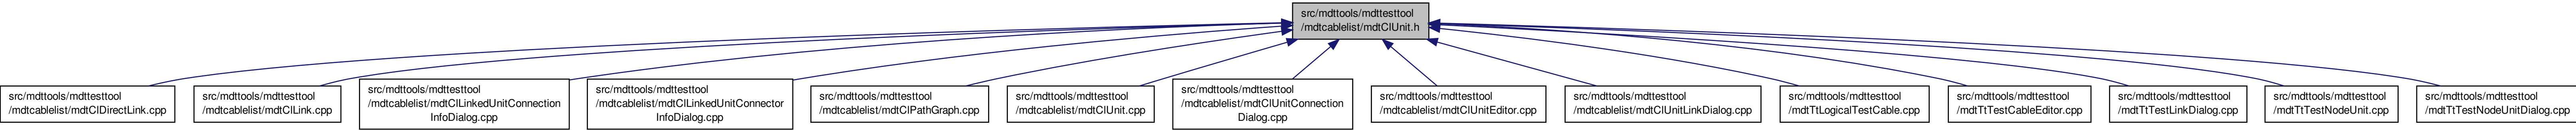 src/mdttools/mdttesttool
/mdtcablelist/mdtClUnit.h
src/mdttools/mdttesttool
/mdtcablelist/mdtClDirectLink.cpp
src/mdttools/mdttesttool
/mdtcablelist/mdtClLink.cpp
src/mdttools/mdttesttool
/mdtcablelist/mdtClLinkedUnitConnection
InfoDialog.cpp
src/mdttools/mdttesttool
/mdtcablelist/mdtClLinkedUnitConnector
InfoDialog.cpp
src/mdttools/mdttesttool
/mdtcablelist/mdtClPathGraph.cpp
src/mdttools/mdttesttool
/mdtcablelist/mdtClUnit.cpp
src/mdttools/mdttesttool
/mdtcablelist/mdtClUnitConnection
Dialog.cpp
src/mdttools/mdttesttool
/mdtcablelist/mdtClUnitEditor.cpp
src/mdttools/mdttesttool
/mdtcablelist/mdtClUnitLinkDialog.cpp
src/mdttools/mdttesttool
/mdtTtLogicalTestCable.cpp
src/mdttools/mdttesttool
/mdtTtTestCableEditor.cpp
src/mdttools/mdttesttool
/mdtTtTestLinkDialog.cpp
src/mdttools/mdttesttool
/mdtTtTestNodeUnit.cpp
src/mdttools/mdttesttool
/mdtTtTestNodeUnitDialog.cpp